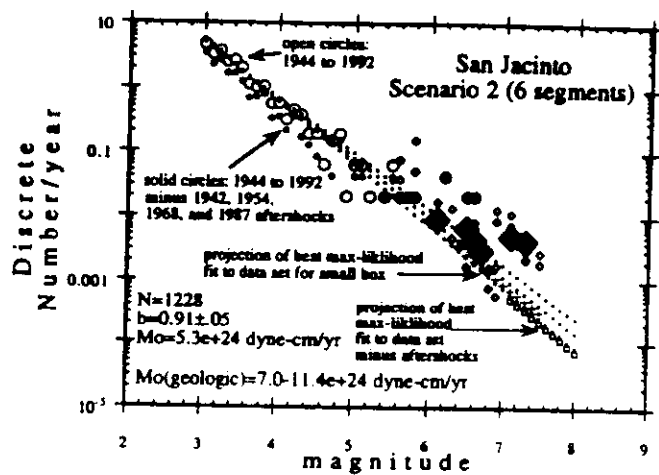 10
open circles:
1944 to 1992
San Jacinto
Scenario 2 (6 segments)
0.1
solid circles: 1944 to 1992
minus 1942, 1954,
1968, and 1987 aftershocks
Discrete
Number/year
projection of best max-liklihood
fit to data set for small box
0.001
N=1228
b=0.91±.05
Mo=5.3e+24 dyne-cm/yr
projection of best
max-liklihood
fit to data set
minus aftershocks
Mo(geologic)=7.0-11.4e+24 dyne-cm/yr
10-5
2 3 4 5 6 7 8 9
magnitude